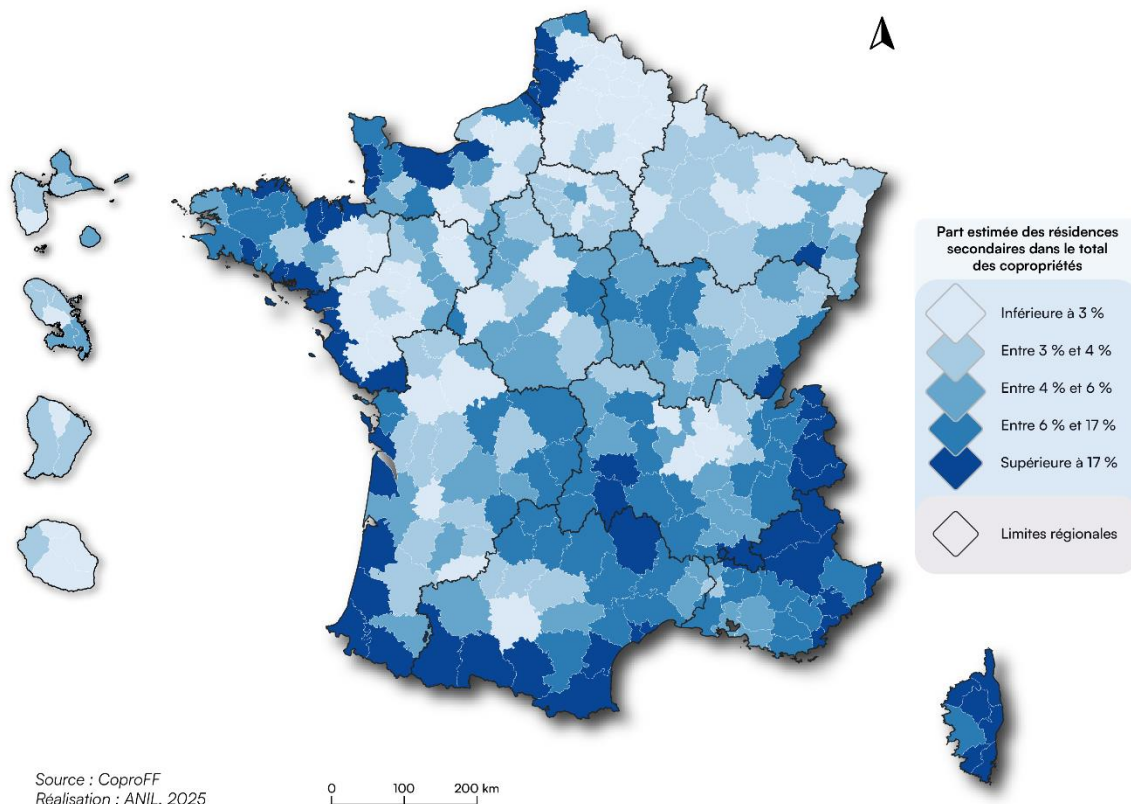 Part estimée des résidences
secondaires dans le total
des copropriétés
Inférieure à 3 %
Entre 3 % et 4 %
Entre 4 % et 6 %
Entre 6 % et 17 %
Supérieure à 17 %
Limites régionales
Source : CoproFF
Réalisation : ANIL, 2025
0 100 200 km